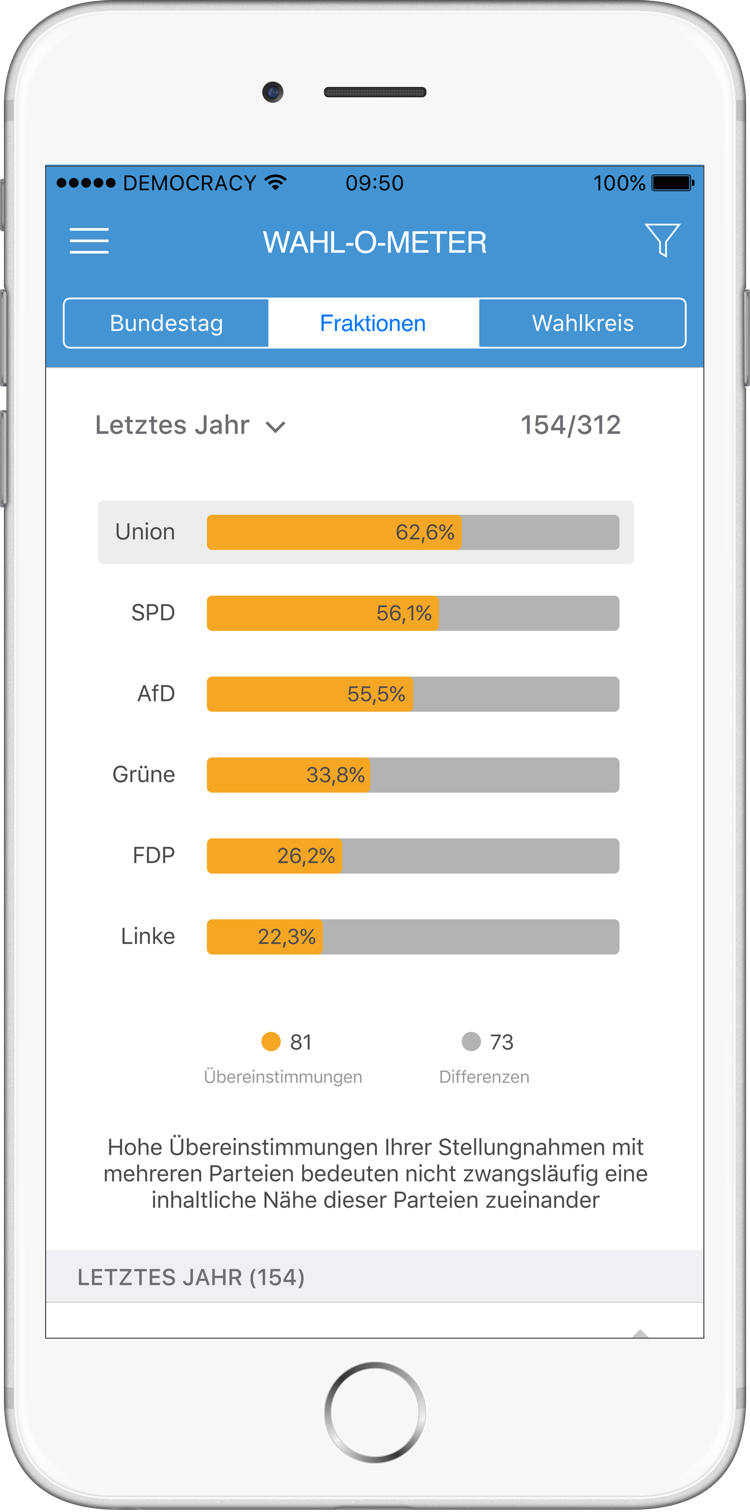 DEMOCRACY 09:50 100%
WAHL-O-METER
Bundestag Fraktionen Wahlkreis
Letztes Jahr 154/312
Union 62,6%
SPD 56,1%
AfD 55,5%
Grüne 33,8%
FDP 26,2%
Linke 22,3%
81 73
Übereinstimmungen Differenzen
Hohe Übereinstimmungen Ihrer Stellungnahmen mit
mehreren Parteien bedeuten nicht zwangsläufig eine
inhaltliche Nähe dieser Parteien zueinander
LETZTES JAHR (154)